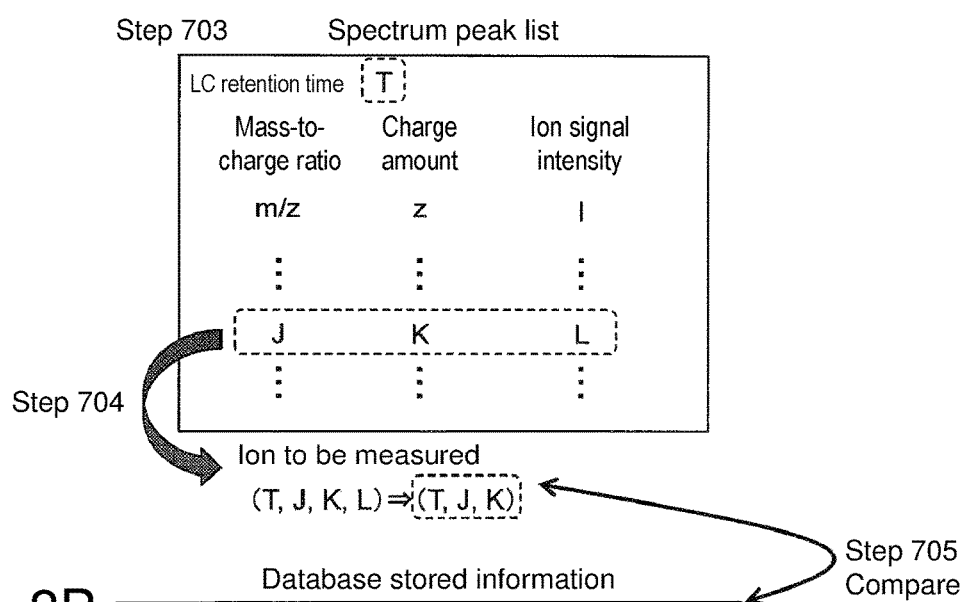 Step 703 Spectrum peak list
LC retention time T
Mass-to-charge ratio Charge amount Ion signal intensity
m/z z I
⋮ ⋮ ⋮
J K L
⋮ ⋮ ⋮
Step 704
Ion to be measured
(T, J, K, L)⇒(T, J, K)
Step 705
Compare
Database stored information